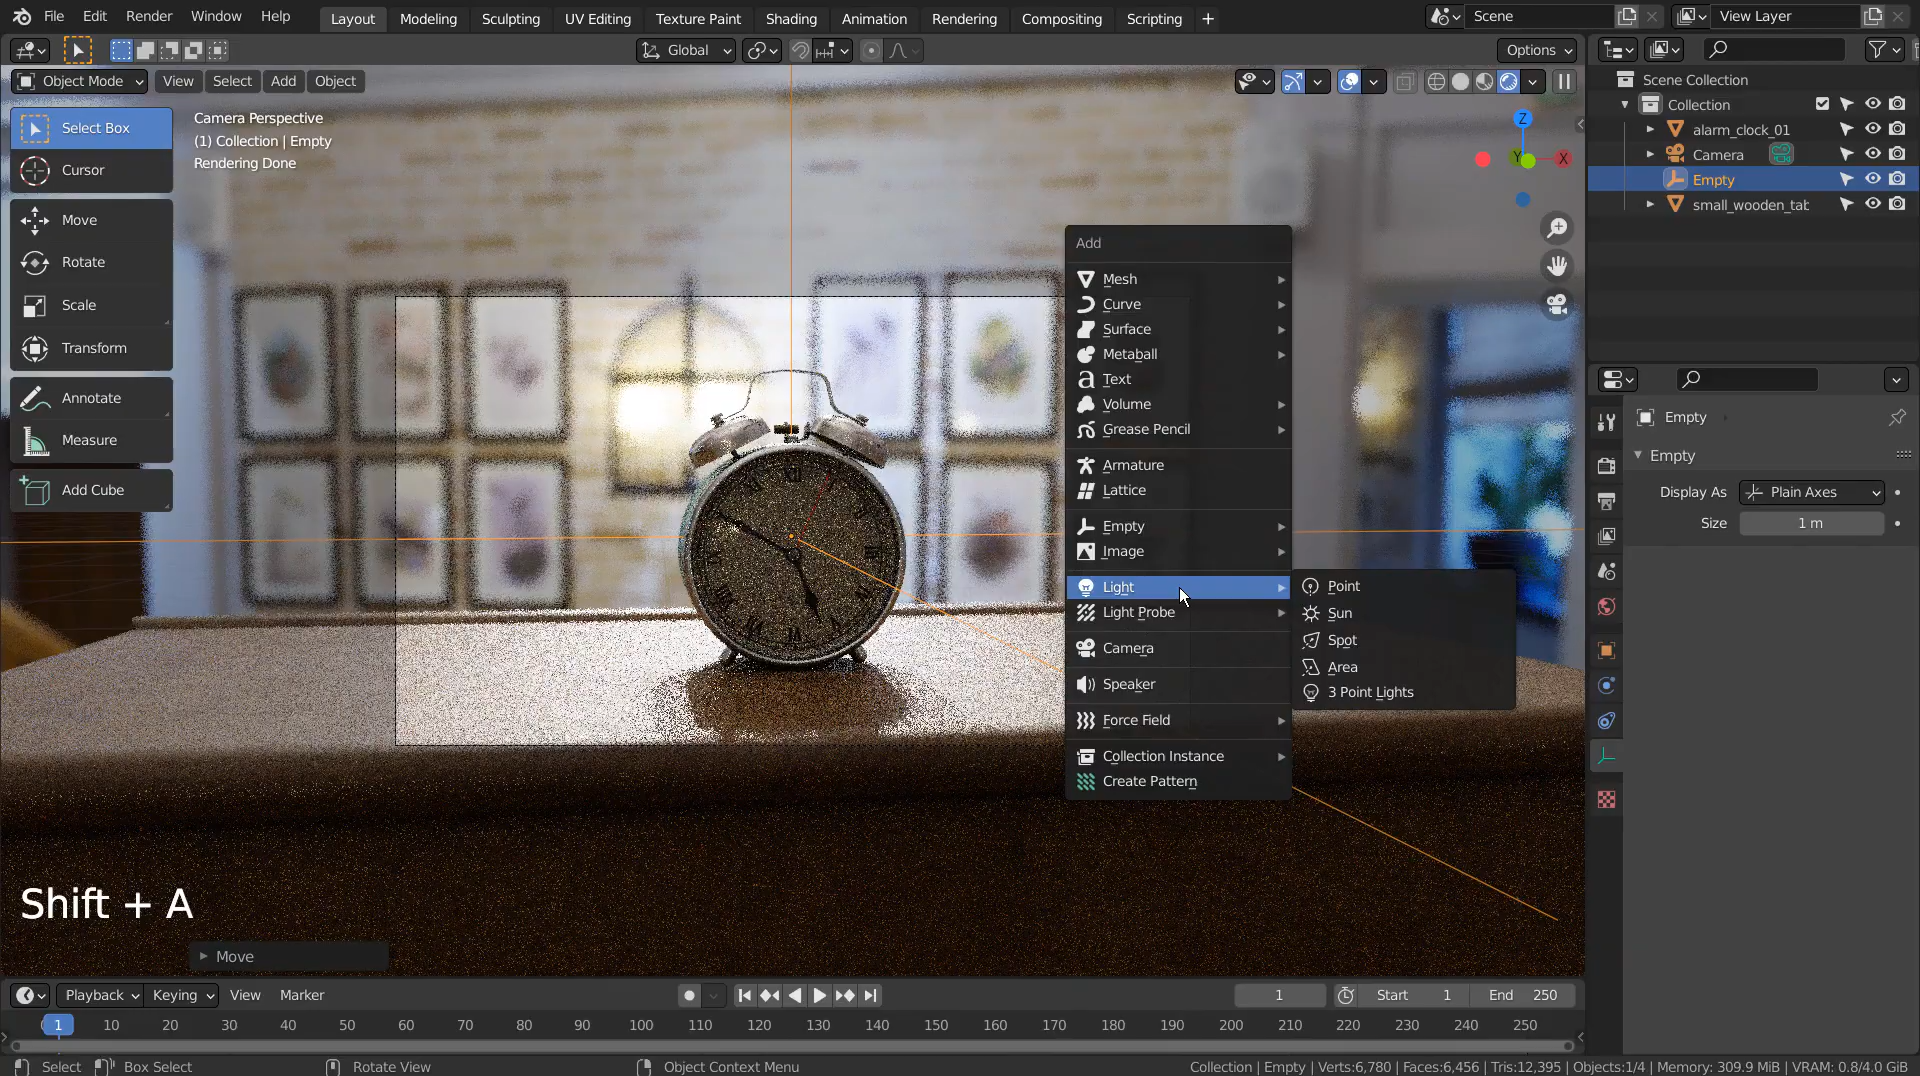 File Edit Render Window Help Layout Modeling Sculpting UV Editing Texture Paint Shading Animation Rendering Compositing Scripting + Scene View Layer
Global Options
Object Mode View Select Add Object
Select Box
Cursor
Move
Rotate
Scale
Transform
Annotate
Measure
Add Cube
Camera Perspective
(1) Collection | Empty
Rendering Done
Z
Y
X
Add
Mesh
Curve
Surface
Metaball
Text
Volume
Grease Pencil
Armature
Lattice
Empty
Image
Light
Light Probe
Camera
Speaker
Force Field
Collection Instance
Create Pattern
Point
Sun
Spot
Area
3 Point Lights
Scene Collection
Collection
alarm_clock_01
Camera
Empty
small_wooden_tab
Empty
Empty
Display As Plain Axes
Size 1 m
Shift + A
Move
Playback Keying View Marker 1 Start 1 End 250
1 10 20 30 40 50 60 70 80 90 100 110 120 130 140 150 160 170 180 190 200 210 220 230 240 250
Select Box Select Rotate View Object Context Menu Collection | Empty | Verts:6,780 | Faces:6,456 | Tris:12,395 | Objects:1/4 | Memory: 309.9 MiB | VRAM: 0.8/4.0 GiB